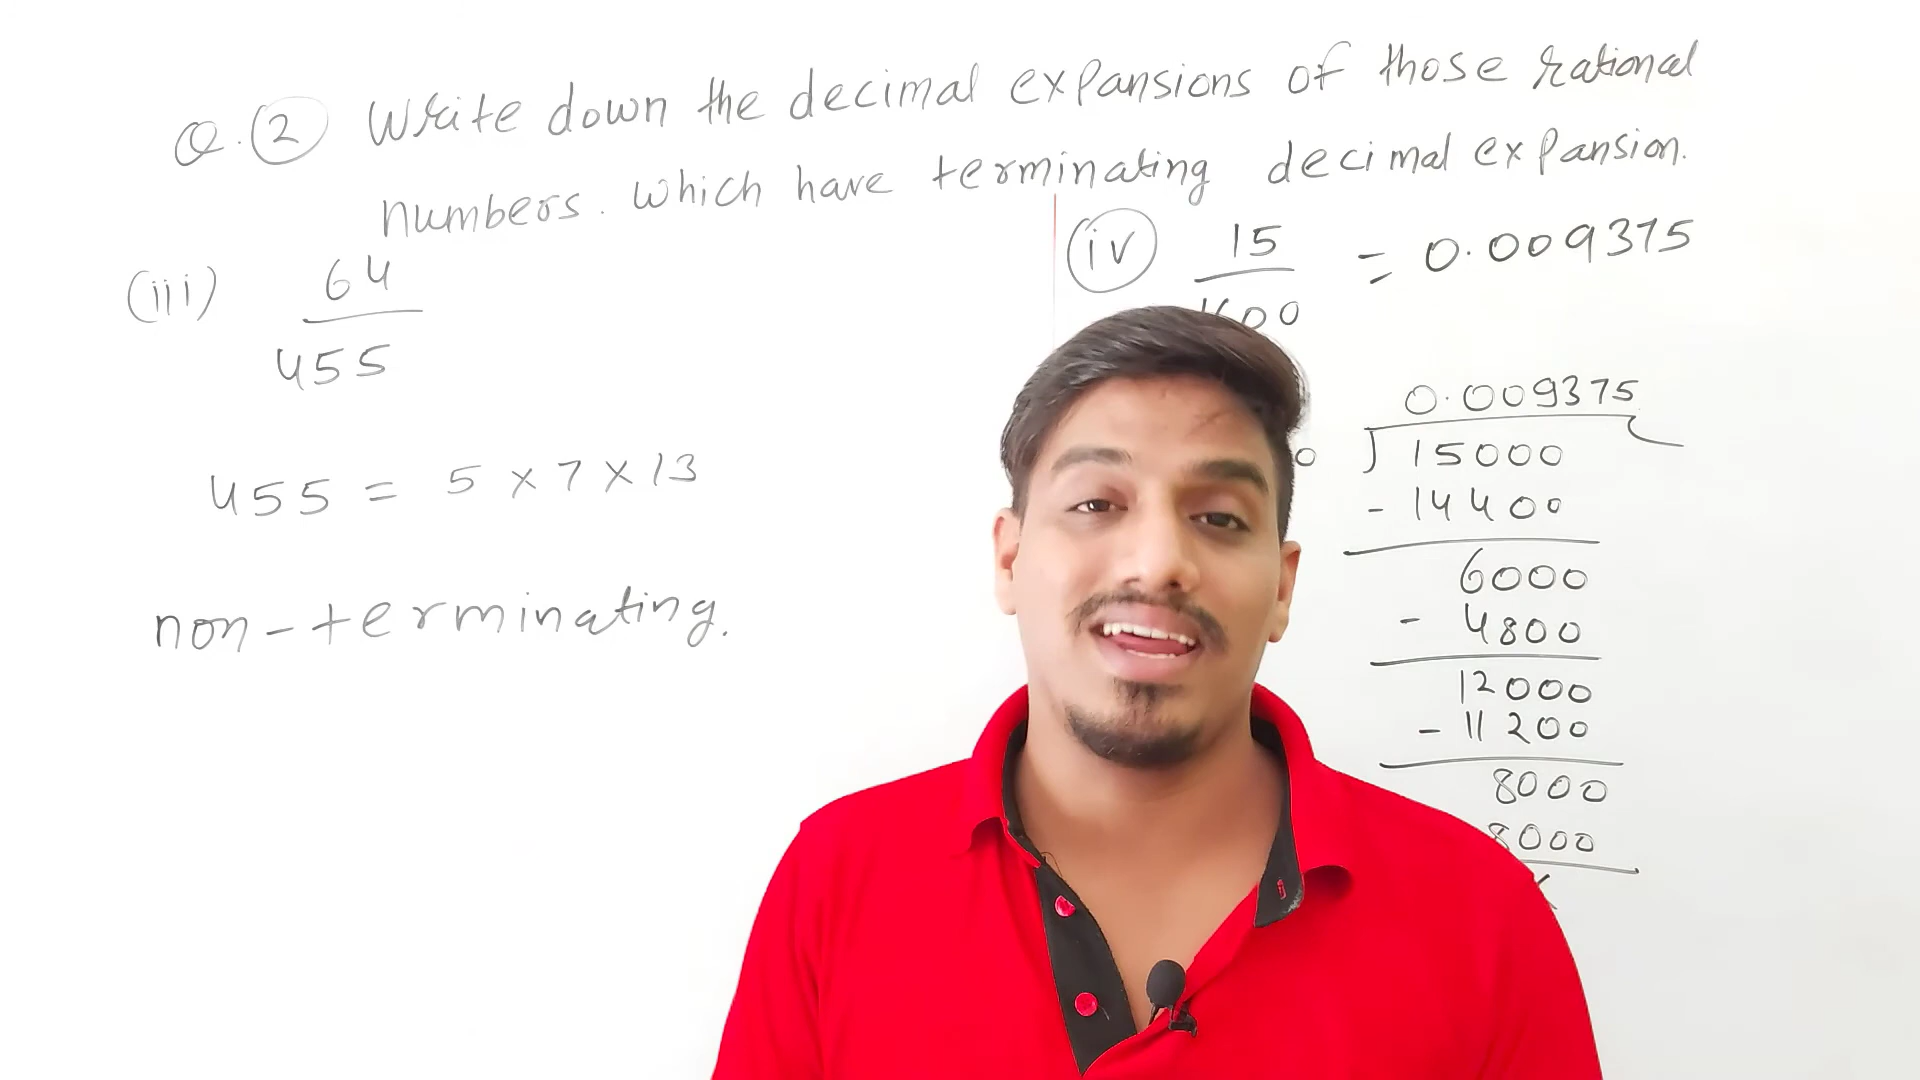 Q. 2 Write down the decimal expansions of those rational
numbers. which have terminating decimal expansion.
(iii) 64
455
455 = 5 × 7 × 13
non-terminating.
iv 15 = 0.009375
1600
0.009375
0 15000
- 14400
6000
- 4800
12000
- 11200
8000
8000
×